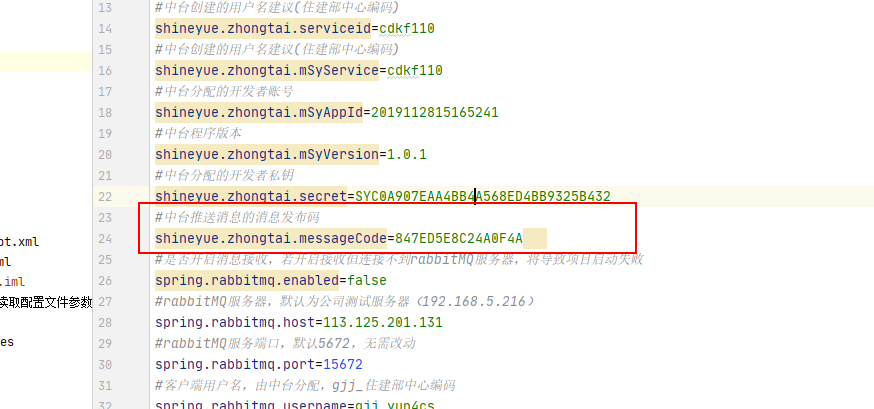 pt.xml
ml
.iml
读取配置文件参数
es
13 #中台创建的用户名建议(住建部中心编码)
14 shineyue.zhongtai.serviceid=cdkf110
15 #中台创建的用户名建议(住建部中心编码)
16 shineyue.zhongtai.mSyService=cdkf110
17 #中台分配的开发者账号
18 shineyue.zhongtai.mSyAppId=2019112815165241
19 #中台程序版本
20 shineyue.zhongtai.mSyVersion=1.0.1
21 #中台分配的开发者私钥
22 shineyue.zhongtai.secret=SYC0A907EAA4BB4A568ED4BB9325B432
23 #中台推送消息的消息发布码
24 shineyue.zhongtai.messageCode=847ED5E8C24A0F4A
25 #是否开启消息接收，若开启接收但连接不到rabbitMQ服务器，将导致项目启动失败
26 spring.rabbitmq.enabled=false
27 #rabbitMQ服务器，默认为公司测试服务器（192.168.5.216）
28 spring.rabbitmq.host=113.125.201.131
29 #rabbitMQ服务端口，默认5672，无需改动
30 spring.rabbitmq.port=15672
31 #客户端用户名，由中台分配，gjj_住建部中心编码
32 spring.rabbitmq.username=gjj_yun4cs